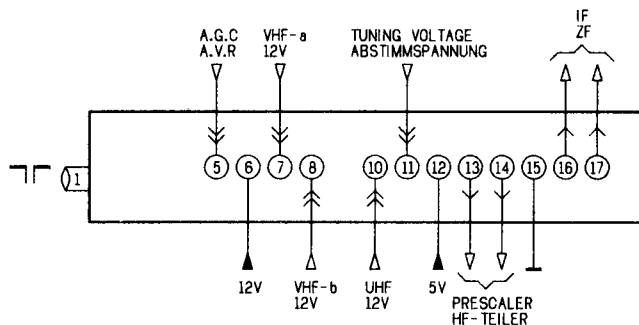 A.G.C
A.V.R
VHF-a
12V
TUNING VOLTAGE
ABSTIMMSPANNUNG
IF
ZF
1
5
6
7
8
10
11
12
13
14
15
16
17
12V
VHF-b
12V
UHF
12V
5V
PRESCALER
HF-TEILER